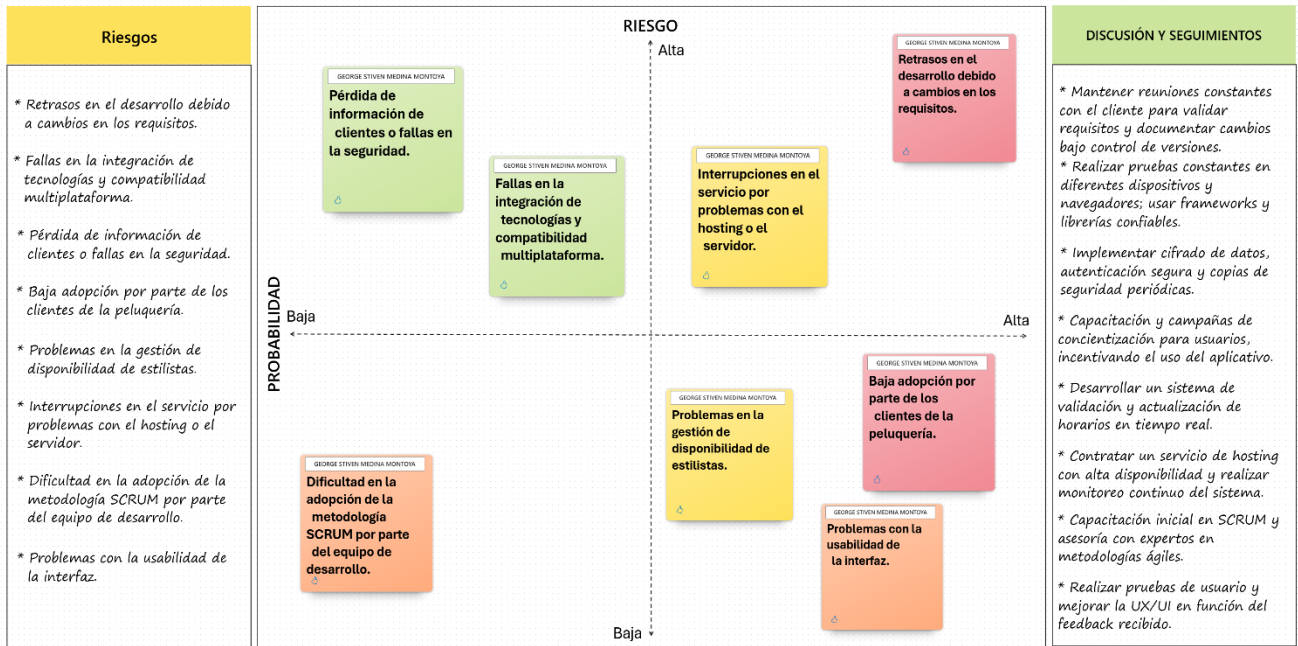 Riesgos
* Retrasos en el desarrollo debido
a cambios en los requisitos.
* Fallas en la integración de
tecnologías y compatibilidad
multiplataforma.
* Pérdida de información de
clientes o fallas en la seguridad.
* Baja adopción por parte de los
clientes de la peluquería.
* Problemas en la gestión de
disponibilidad de estilistas.
* Interrupciones en el servicio por
problemas con el hosting o el
servidor.
* Dificultad en la adopción de la
metodología SCRUM por parte
del equipo de desarrollo.
* Problemas con la usabilidad de
la interfaz.
RIESGO
Alta
GEORGE STIVEN MEDINA MONTOYA
Pérdida de
información de
clientes o fallas en
la seguridad.
GEORGE STIVEN MEDINA MONTOYA
Fallas en la
integración de
tecnologías y
compatibilidad
multiplataforma.
GEORGE STIVEN MEDINA MONTOYA
Interrupciones en el
servicio por
problemas con el
hosting o el
servidor.
GEORGE STIVEN MEDINA MONTOYA
Retrasos en el
desarrollo debido
a cambios en los
requisitos.
PROBABILIDAD
Baja
Alta
GEORGE STIVEN MEDINA MONTOYA
Dificultad en la
adopción de la
metodología
SCRUM por parte
del equipo de
desarrollo.
GEORGE STIVEN MEDINA MONTOYA
Problemas en la
gestión de
disponibilidad de
estilistas.
GEORGE STIVEN MEDINA MONTOYA
Baja adopción por
parte de los
clientes de la
peluquería.
GEORGE STIVEN MEDINA MONTOYA
Problemas con la
usabilidad de
la interfaz.
Baja
DISCUSIÓN Y SEGUIMIENTOS
* Mantener reuniones constantes
con el cliente para validar
requisitos y documentar cambios
bajo control de versiones.
* Realizar pruebas constantes en
diferentes dispositivos y
navegadores; usar frameworks y
librerías confiables.
* Implementar cifrado de datos,
autenticación segura y copias de
seguridad periódicas.
* Capacitación y campañas de
concientización para usuarios,
incentivando el uso del aplicativo.
* Desarrollar un sistema de
validación y actualización de
horarios en tiempo real.
* Contratar un servicio de hosting
con alta disponibilidad y realizar
monitoreo continuo del sistema.
* Capacitación inicial en SCRUM y
asesoría con expertos en
metodologías ágiles.
* Realizar pruebas de usuario y
mejorar la UX/UI en función del
feedback recibido.